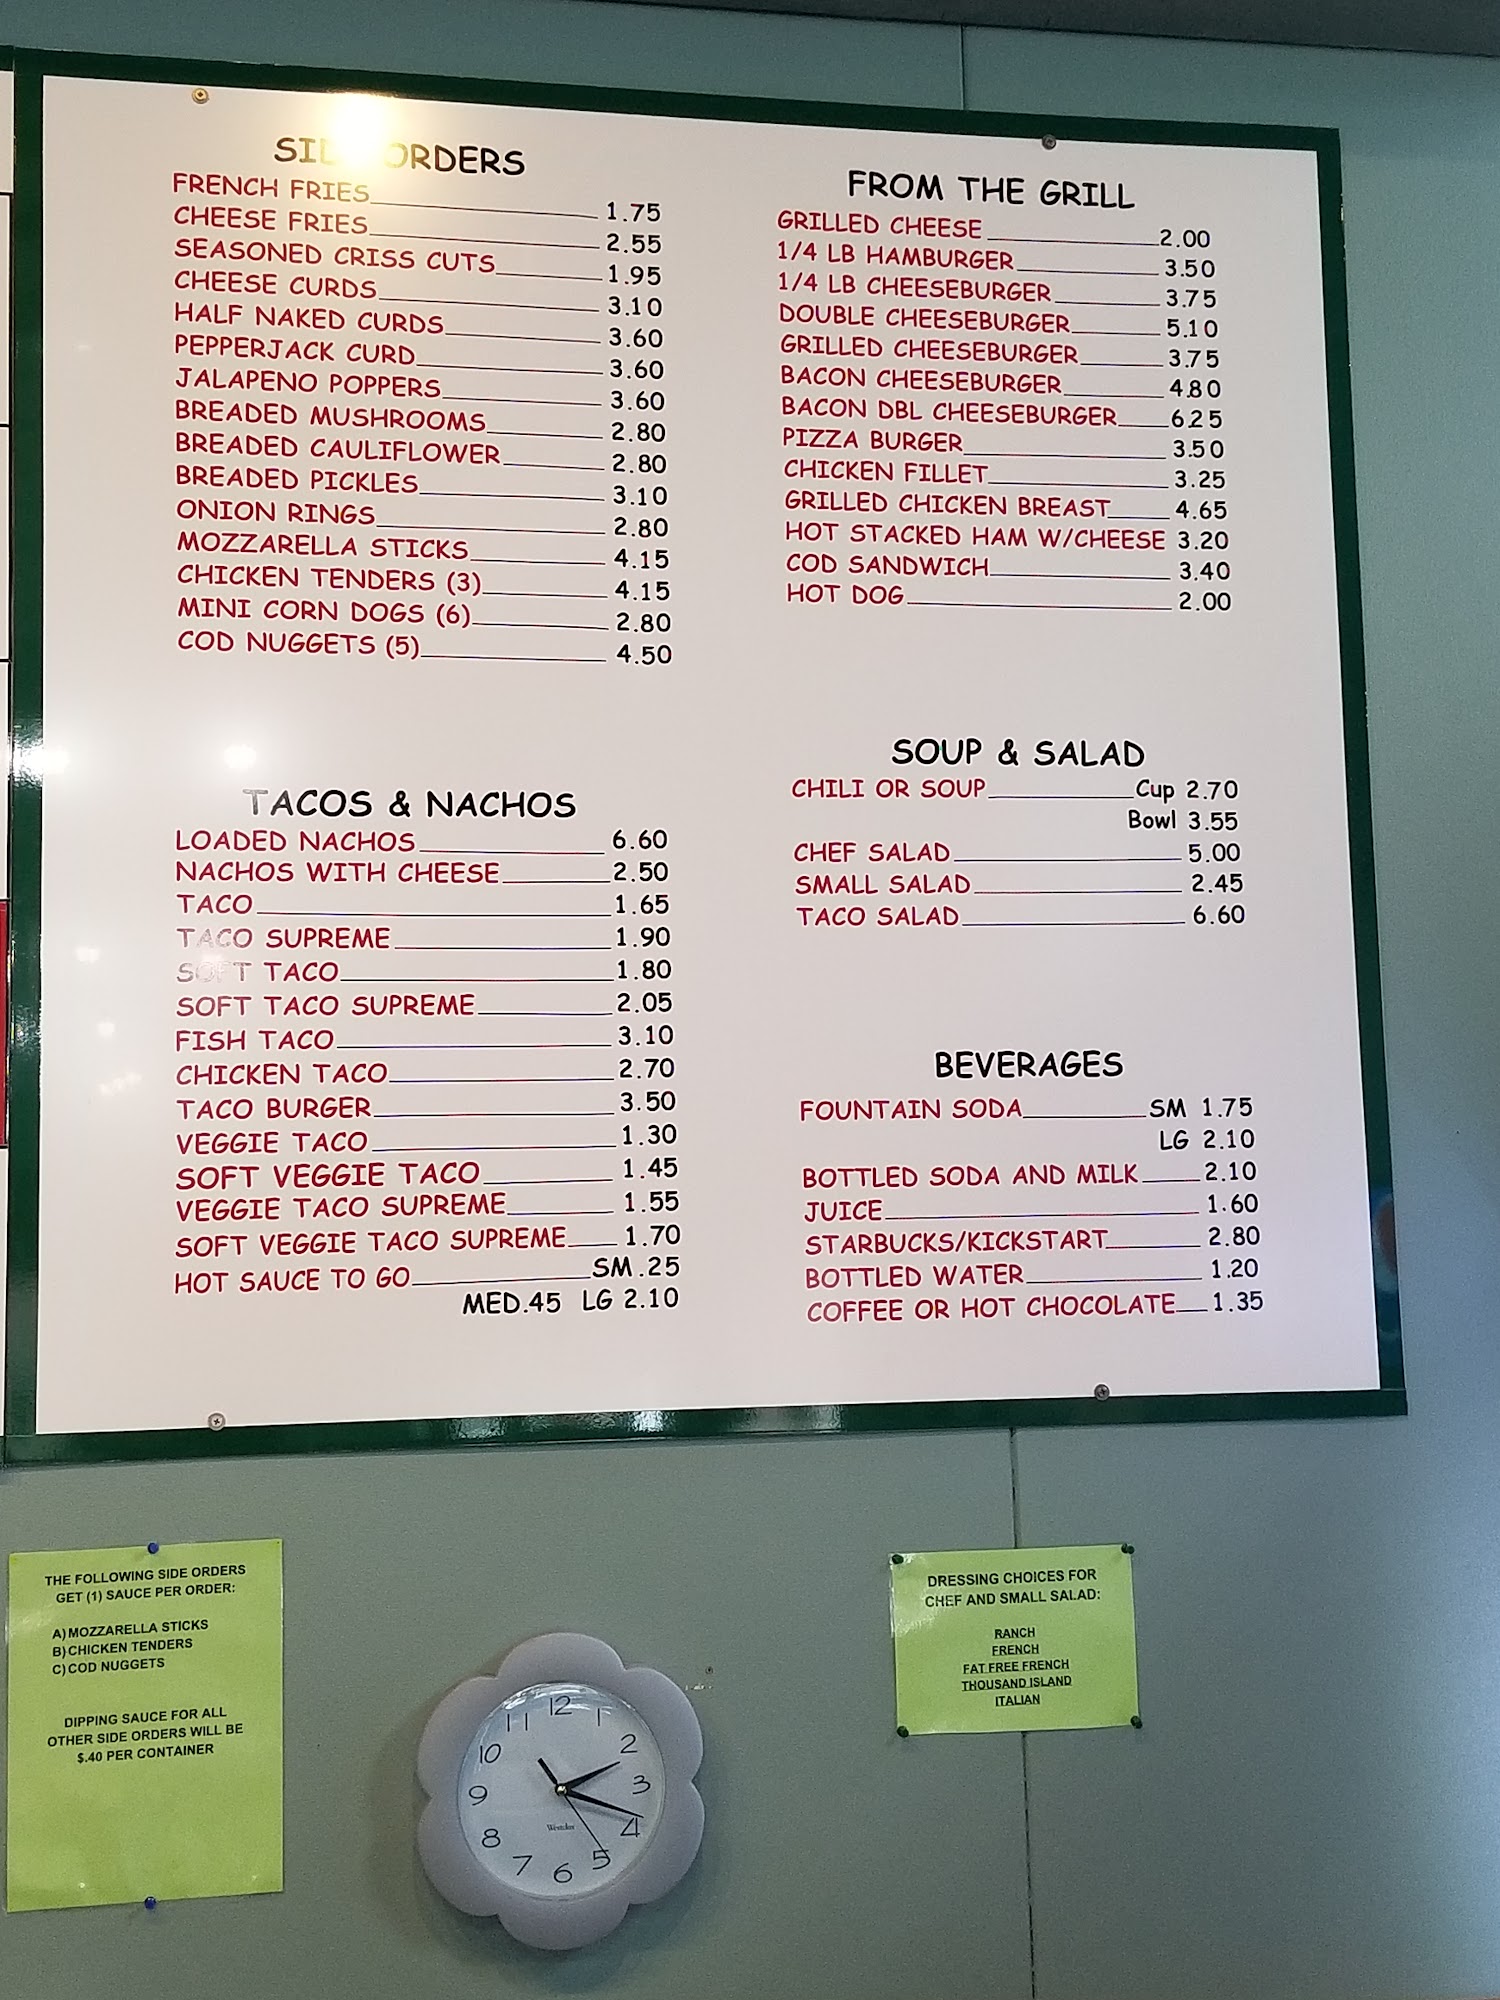 SIDE ORDERS
FRENCH FRIES 1.75
CHEESE FRIES 2.55
SEASONED CRISS CUTS 1.95
CHEESE CURDS 3.10
HALF NAKED CURDS 3.60
PEPPERJACK CURD 3.60
JALAPENO POPPERS 3.60
BREADED MUSHROOMS 2.80
BREADED CAULIFLOWER 2.80
BREADED PICKLES 3.10
ONION RINGS 2.80
MOZZARELLA STICKS 4.15
CHICKEN TENDERS (3) 4.15
MINI CORN DOGS (6) 2.80
COD NUGGETS (5) 4.50
TACOS & NACHOS
LOADED NACHOS 6.60
NACHOS WITH CHEESE 2.50
TACO 1.65
TACO SUPREME 1.90
SOFT TACO 1.80
SOFT TACO SUPREME 2.05
FISH TACO 3.10
CHICKEN TACO 2.70
TACO BURGER 3.50
VEGGIE TACO 1.30
SOFT VEGGIE TACO 1.45
VEGGIE TACO SUPREME 1.55
SOFT VEGGIE TACO SUPREME 1.70
HOT SAUCE TO GO SM .25
MED .45 LG 2.10
FROM THE GRILL
GRILLED CHEESE 2.00
1/4 LB HAMBURGER 3.50
1/4 LB CHEESEBURGER 3.75
DOUBLE CHEESEBURGER 5.10
GRILLED CHEESEBURGER 3.75
BACON CHEESEBURGER 4.80
BACON DBL CHEESEBURGER 6.25
PIZZA BURGER 3.50
CHICKEN FILLET 3.25
GRILLED CHICKEN BREAST 4.65
HOT STACKED HAM W/CHEESE 3.20
COD SANDWICH 3.40
HOT DOG 2.00
SOUP & SALAD
CHILI OR SOUP Cup 2.70
Bowl 3.55
CHEF SALAD 5.00
SMALL SALAD 2.45
TACO SALAD 6.60
BEVERAGES
FOUNTAIN SODA SM 1.75
LG 2.10
BOTTLED SODA AND MILK 2.10
JUICE 1.60
STARBUCKS/KICKSTART 2.80
BOTTLED WATER 1.20
COFFEE OR HOT CHOCOLATE 1.35
THE FOLLOWING SIDE ORDERS
GET (1) SAUCE PER ORDER:
A) MOZZARELLA STICKS
B) CHICKEN TENDERS
C) COD NUGGETS
DIPPING SAUCE FOR ALL
OTHER SIDE ORDERS WILL BE
$.40 PER CONTAINER
12
11 1
10 2
9 3
Westclox
8 4
7 6 5
DRESSING CHOICES FOR
CHEF AND SMALL SALAD:
RANCH
FRENCH
FAT FREE FRENCH
THOUSAND ISLAND
ITALIAN